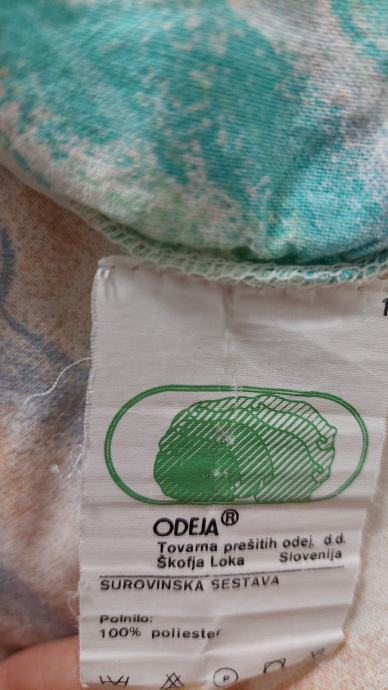 ODEJA®
Tovarna prešitih odej, d.d.
Škofja Loka Slovenija
SUROVINSKA SESTAVA
Polnilo:
100% poliester
P